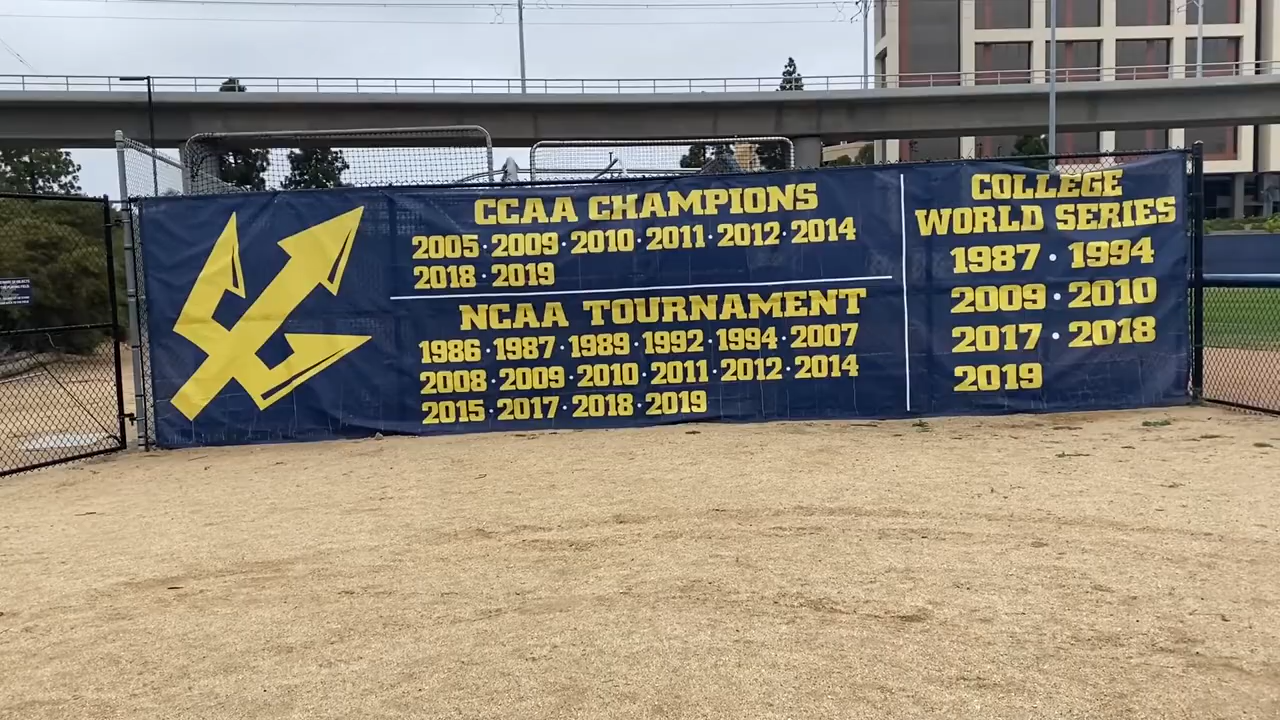 CCAA CHAMPIONS
2005·2009·2010·2011·2012·2014
2018·2019
NCAA TOURNAMENT
1986·1987·1989·1992·1994·2007
2008·2009·2010·2011·2012·2014
2015·2017·2018·2019
COLLEGE
WORLD SERIES
1987·1994
2009·2010
2017·2018
2019